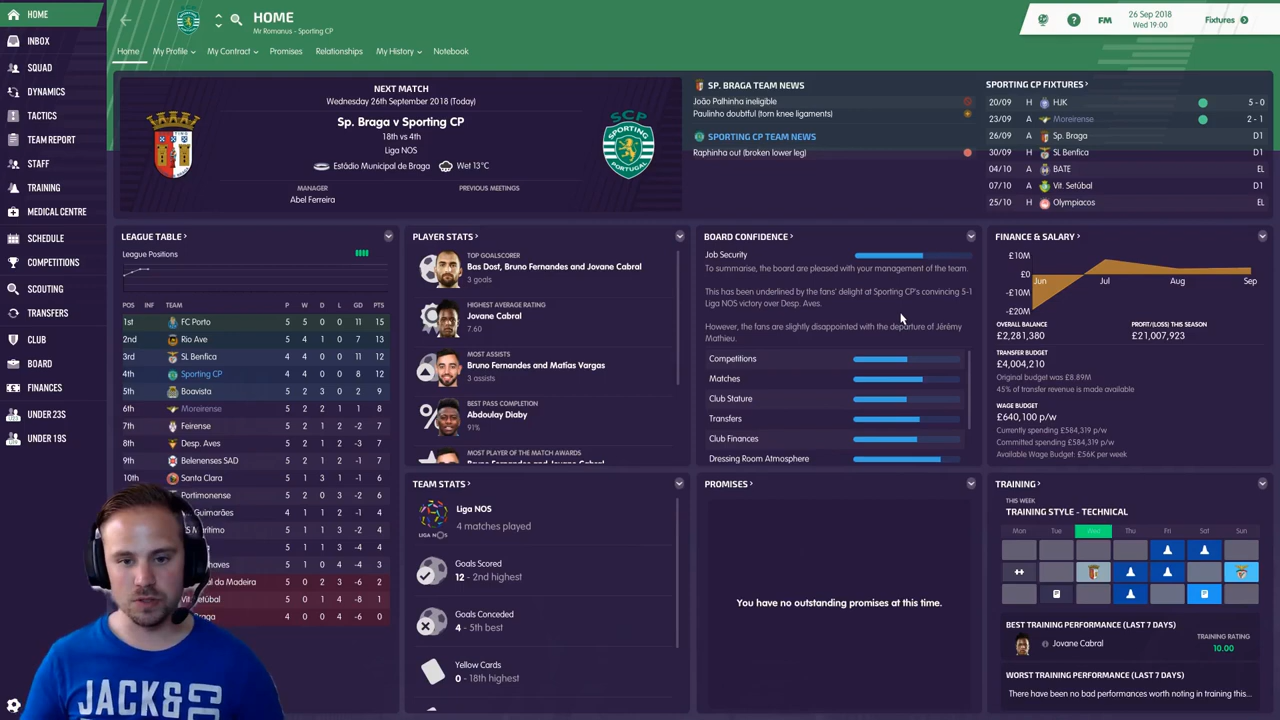 HOME
INBOX
SQUAD
DYNAMICS
TACTICS
TEAM REPORT
STAFF
TRAINING
MEDICAL CENTRE
SCHEDULE
COMPETITIONS
SCOUTING
TRANSFERS
CLUB
BOARD
FINANCES
UNDER 23S
UNDER 19S
HOME
Mr Romanus - Sporting CP
Home My Profile My Contract Promises Relationships My History Notebook
? FM
26 Sep 2018
Wed 19:00
Fixtures
NEXT MATCH
Wednesday 26th September 2018 (Today)
Sp. Braga v Sporting CP
18th vs 4th
Liga NOS
Estádio Municipal de Braga Wet 13°C
MANAGER
Abel Ferreira
PREVIOUS MEETINGS
SCP
SPORTING
PORTUGAL
SP. BRAGA TEAM NEWS
João Palhinha ineligible
Paulinho doubtful (torn knee ligaments)
SPORTING CP TEAM NEWS
Raphinha out (broken lower leg)
SPORTING CP FIXTURES
20/09 H HJK 5 - 0
23/09 H Moreirense 2 - 1
26/09 A Sp. Braga D1
30/09 H SL Benfica D1
04/10 A BATE EL
07/10 A Vit. Setúbal D1
25/10 H Olympiacos EL
LEAGUE TABLE
League Positions
POS INF TEAM P W D L GD PTS
1st FC Porto 5 5 0 0 11 15
2nd Rio Ave 5 4 1 0 7 13
3rd SL Benfica 4 4 0 0 11 12
4th Sporting CP 4 4 0 0 8 12
5th Boavista 5 4 0 1 2 12
6th Moreirense 5 2 2 1 1 8
7th Feirense 5 2 1 2 -2 7
8th Desp. Aves 5 2 1 2 -3 7
9th Belenenses SAD 5 2 1 2 -1 7
10th Santa Clara 5 1 3 1 -1 6
Portimonense 5 2 0 3 -2 6
Guimarães 4 1 2 1 -1 5
Marítimo 5 1 1 3 -2 4
5 1 1 3 -4 4
haves 5 1 0 4 -4 3
al da Madeira 5 0 2 3 -6 2
Vit. Setúbal 5 0 1 4 -8 1
raga 4 0 0 4 -6 0
PLAYER STATS
TOP GOALSCORER
Bas Dost, Bruno Fernandes and Jovane Cabral
3 goals
HIGHEST AVERAGE RATING
Jovane Cabral
7.60
MOST ASSISTS
Bruno Fernandes and Matías Vargas
3 assists
BEST PASS COMPLETION
Abdoulay Diaby
91%
MOST PLAYER OF THE MATCH AWARDS
Bruno Fernandes and Jovane Cabral
BOARD CONFIDENCE
Job Security
To summarise, the board are pleased with your management of the team.
This has been underlined by the fans' delight at Sporting CP's convincing 5-1
Liga NOS victory over Desp. Aves.
However, the fans are slightly disappointed with the departure of Jérémy
Mathieu.
Competitions
Matches
Club Stature
Transfers
Club Finances
Dressing Room Atmosphere
FINANCE & SALARY
£10M
£0
-£10M
-£20M
Jun Jul Aug Sep
OVERALL BALANCE
£2,281,380
PROFIT/(LOSS) THIS SEASON
£21,007,923
TRANSFER BUDGET
£4,004,210
Original budget was £8.89M
45% of transfer revenue is made available
WAGE BUDGET
£640,100 p/w
Currently spending £584,319 p/w
Committed spending £584,319 p/w
Available Wage Budget: £56K per week
TEAM STATS
LIGA NOS
Liga NOS
4 matches played
Goals Scored
12 - 2nd highest
Goals Conceded
4 - 5th best
Yellow Cards
0 - 18th highest
PROMISES
You have no outstanding promises at this time.
TRAINING
THIS WEEK
TRAINING STYLE - TECHNICAL
Mon Tue Wed Thu Fri Sat Sun
BEST TRAINING PERFORMANCE (LAST 7 DAYS)
Jovane Cabral
TRAINING RATING
10.00
WORST TRAINING PERFORMANCE (LAST 7 DAYS)
There have been no bad performances worth noting in training this...
JACK&